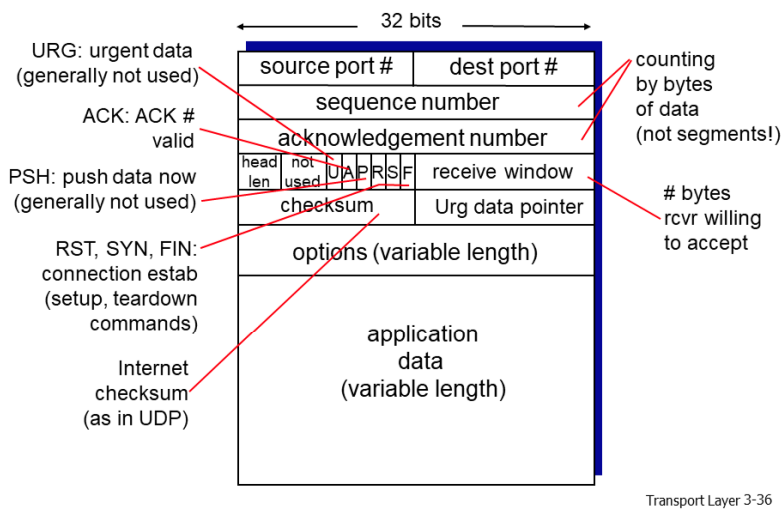 32 bits
URG: urgent data
(generally not used)
ACK: ACK #
valid
PSH: push data now
(generally not used)
RST, SYN, FIN:
connection estab
(setup, teardown
commands)
Internet
checksum
(as in UDP)
source port #
dest port #
sequence number
acknowledgement number
head
len
not
used
U
A
P
R
S
F
receive window
checksum
Urg data pointer
options (variable length)
application
data
(variable length)
counting
by bytes
of data
(not segments!)
# bytes
rcvr willing
to accept
Transport Layer 3-36